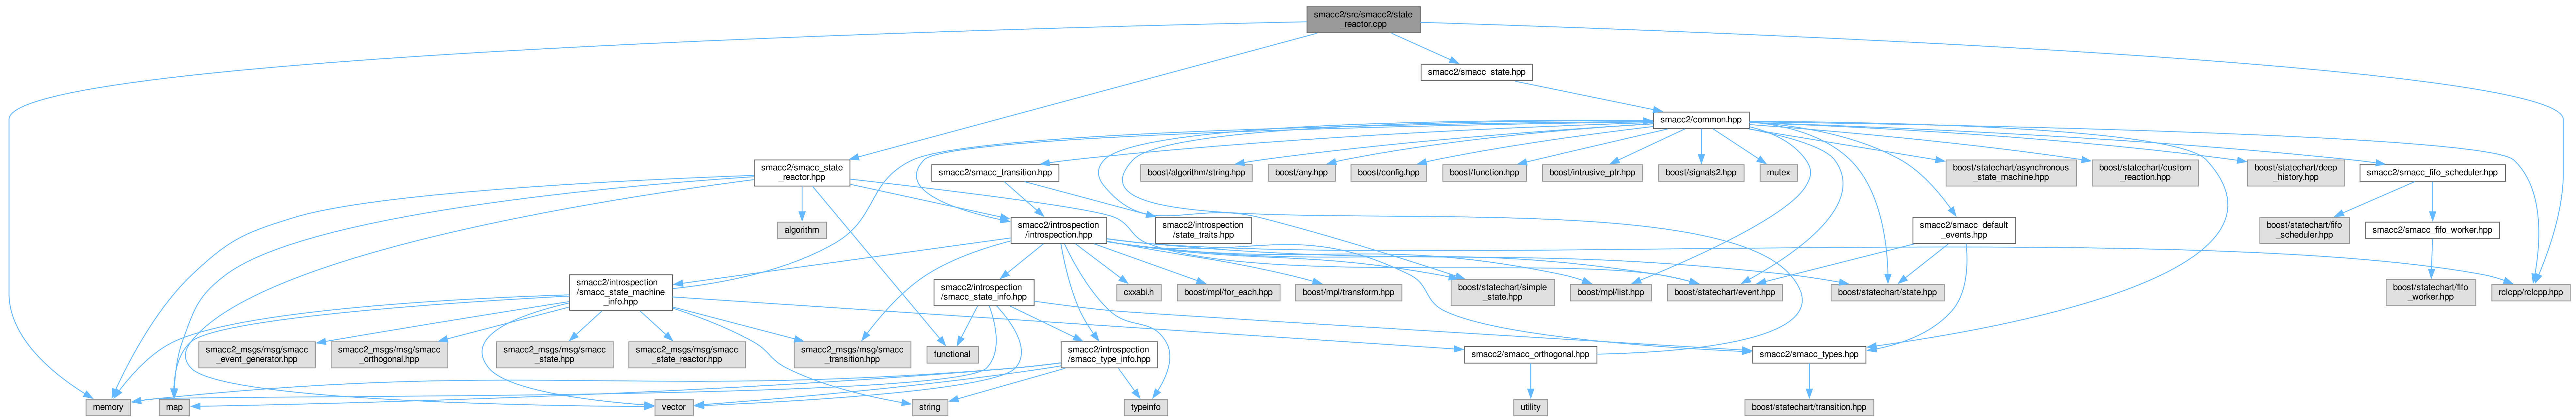 smacc2/src/smacc2/state
_reactor.cpp
smacc2/smacc_state.hpp
smacc2/common.hpp
smacc2/smacc_state
_reactor.hpp
smacc2/smacc_transition.hpp
boost/algorithm/string.hpp
boost/any.hpp
boost/config.hpp
boost/function.hpp
boost/intrusive_ptr.hpp
boost/signals2.hpp
mutex
boost/statechart/asynchronous
_state_machine.hpp
boost/statechart/custom
_reaction.hpp
boost/statechart/deep
_history.hpp
smacc2/smacc_fifo_scheduler.hpp
algorithm
smacc2/introspection
/introspection.hpp
smacc2/introspection
/state_traits.hpp
smacc2/smacc_default
_events.hpp
boost/statechart/fifo
_scheduler.hpp
smacc2/smacc_fifo_worker.hpp
smacc2/introspection
/smacc_state_machine
_info.hpp
smacc2/introspection
/smacc_state_info.hpp
cxxabi.h
boost/mpl/for_each.hpp
boost/mpl/transform.hpp
boost/statechart/simple
_state.hpp
boost/mpl/list.hpp
boost/statechart/event.hpp
boost/statechart/state.hpp
boost/statechart/fifo
_worker.hpp
rclcpp/rclcpp.hpp
smacc2_msgs/msg/smacc
_event_generator.hpp
smacc2_msgs/msg/smacc
_orthogonal.hpp
smacc2_msgs/msg/smacc
_state.hpp
smacc2_msgs/msg/smacc
_state_reactor.hpp
smacc2_msgs/msg/smacc
_transition.hpp
functional
smacc2/introspection
/smacc_type_info.hpp
smacc2/smacc_orthogonal.hpp
smacc2/smacc_types.hpp
memory
map
vector
string
typeinfo
utility
boost/statechart/transition.hpp